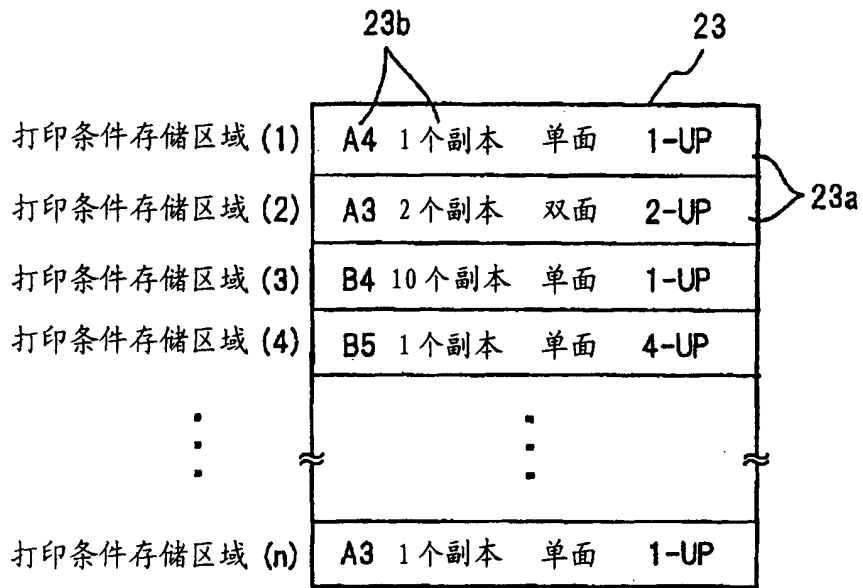 23b 23
打印条件存储区域 (1) A4 1个副本 单面 1-UP
23a
打印条件存储区域 (2) A3 2个副本 双面 2-UP
打印条件存储区域 (3) B4 10个副本 单面 1-UP
打印条件存储区域 (4) B5 1个副本 单面 4-UP
打印条件存储区域 (n) A3 1个副本 单面 1-UP